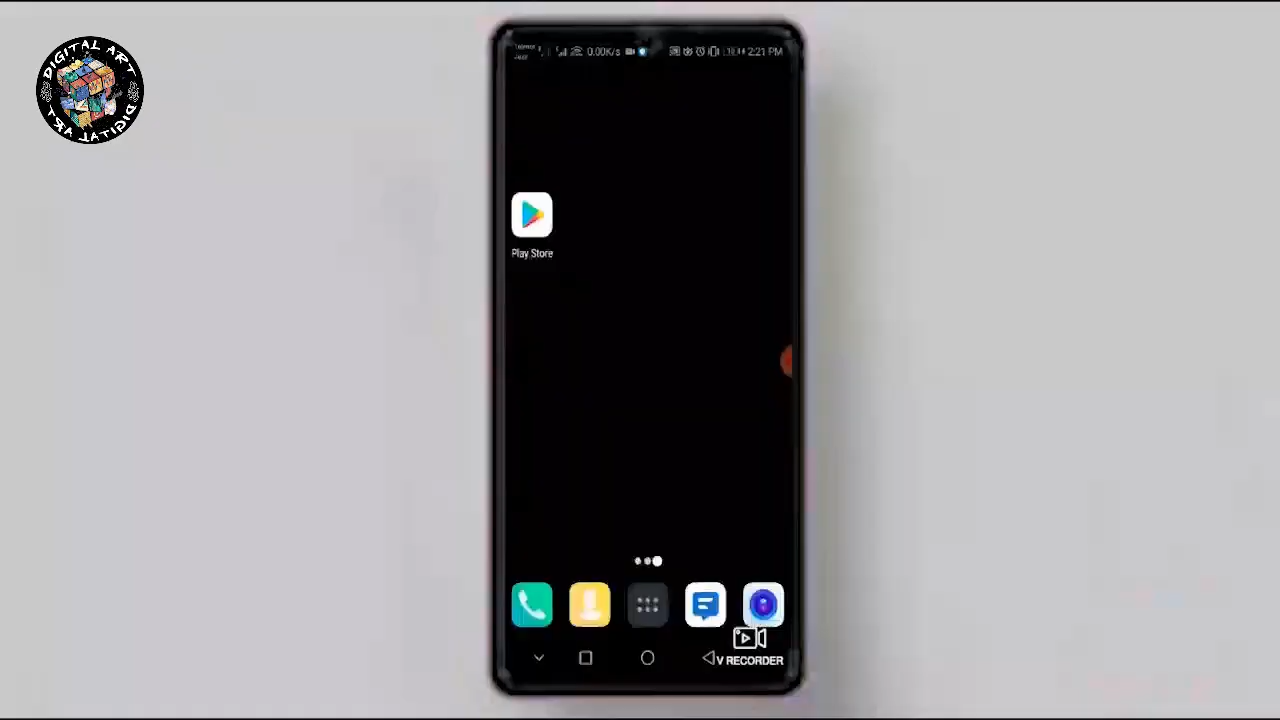 DIGITAL ART
DIGITAL ART
0.00K/s
2:21 PM
Play Store
V RECORDER